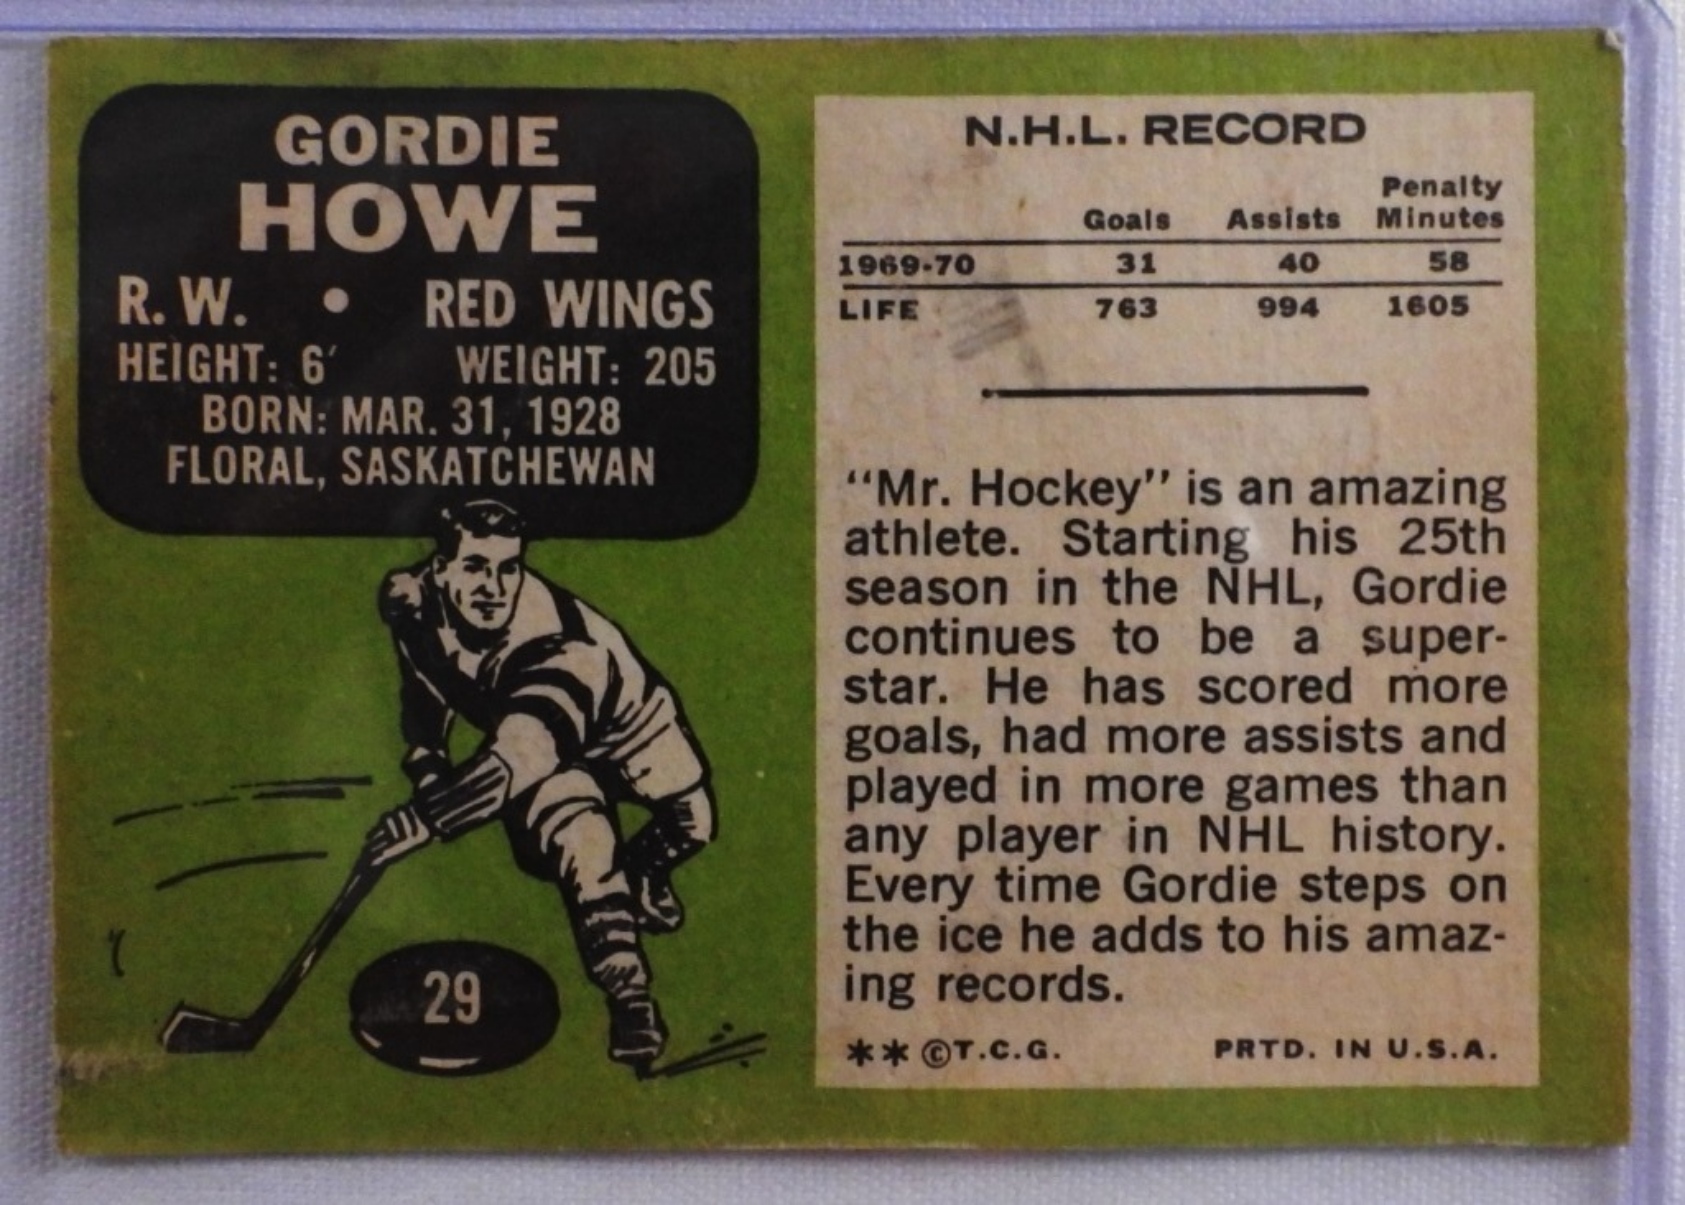 GORDIE
HOWE
R. W. • RED WINGS
HEIGHT: 6′ WEIGHT: 205
BORN: MAR. 31, 1928
FLORAL, SASKATCHEWAN
29
N.H.L. RECORD
Penalty
Goals Assists Minutes
1969-70 31 40 58
LIFE 763 994 1605
“Mr. Hockey” is an amazing
athlete. Starting his 25th
season in the NHL, Gordie
continues to be a super-
star. He has scored more
goals, had more assists and
played in more games than
any player in NHL history.
Every time Gordie steps on
the ice he adds to his amaz-
ing records.
**©T.C.G. PRTD. IN U.S.A.